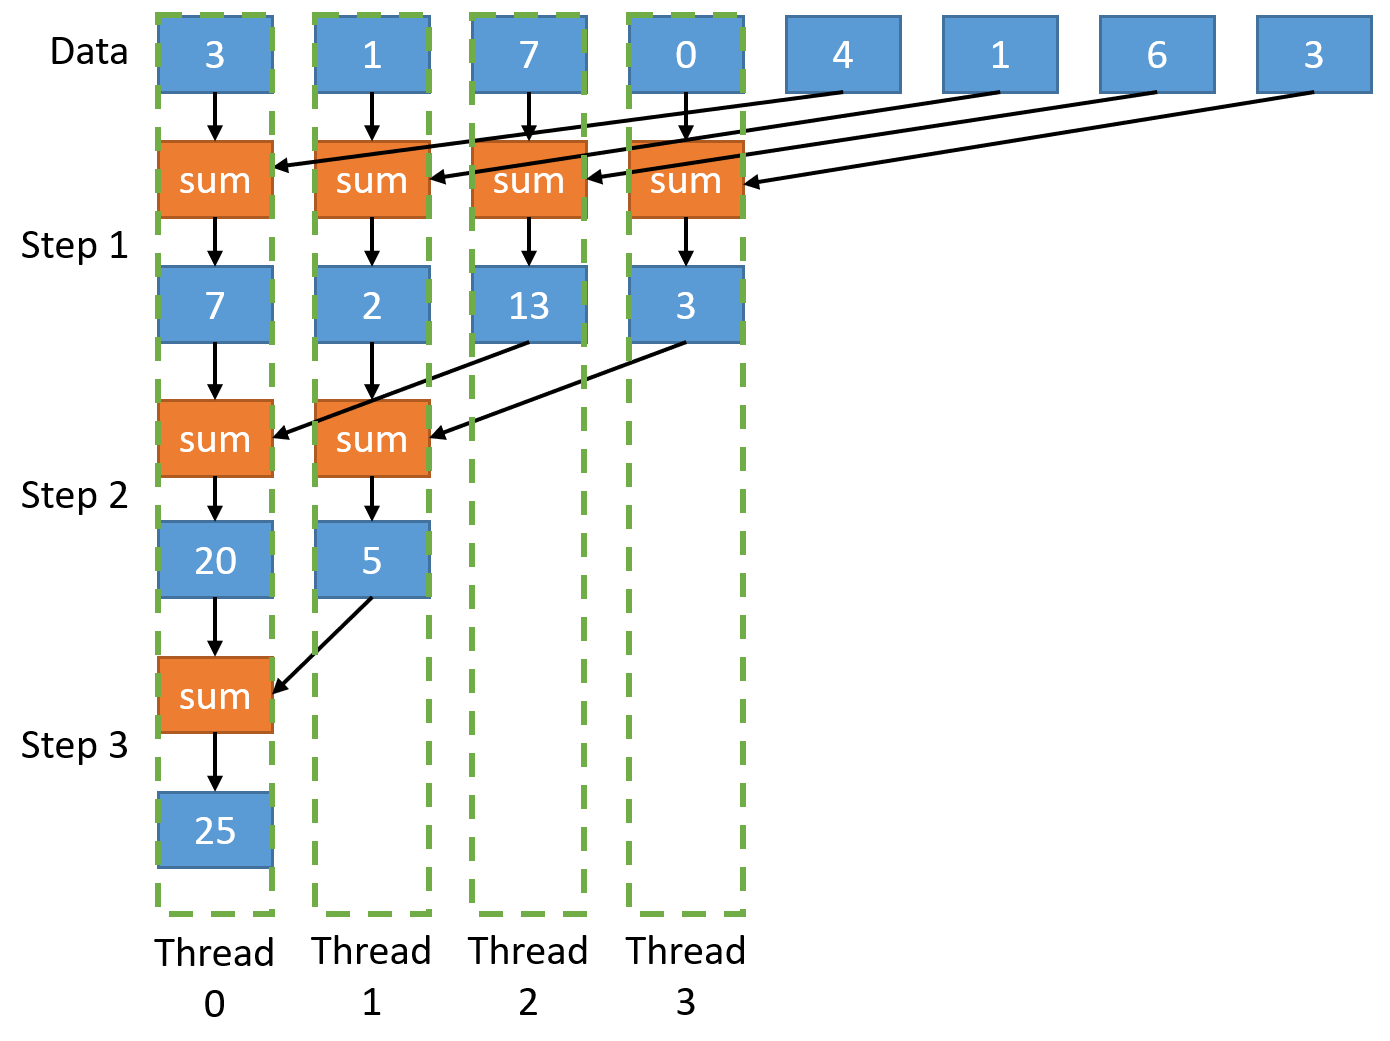 Data 3 1 7 0 4 1 6 3
sum sum sum sum
Step 1
7 2 13 3
sum sum
Step 2
20 5
sum
Step 3
25
Thread Thread Thread Thread
0 1 2 3